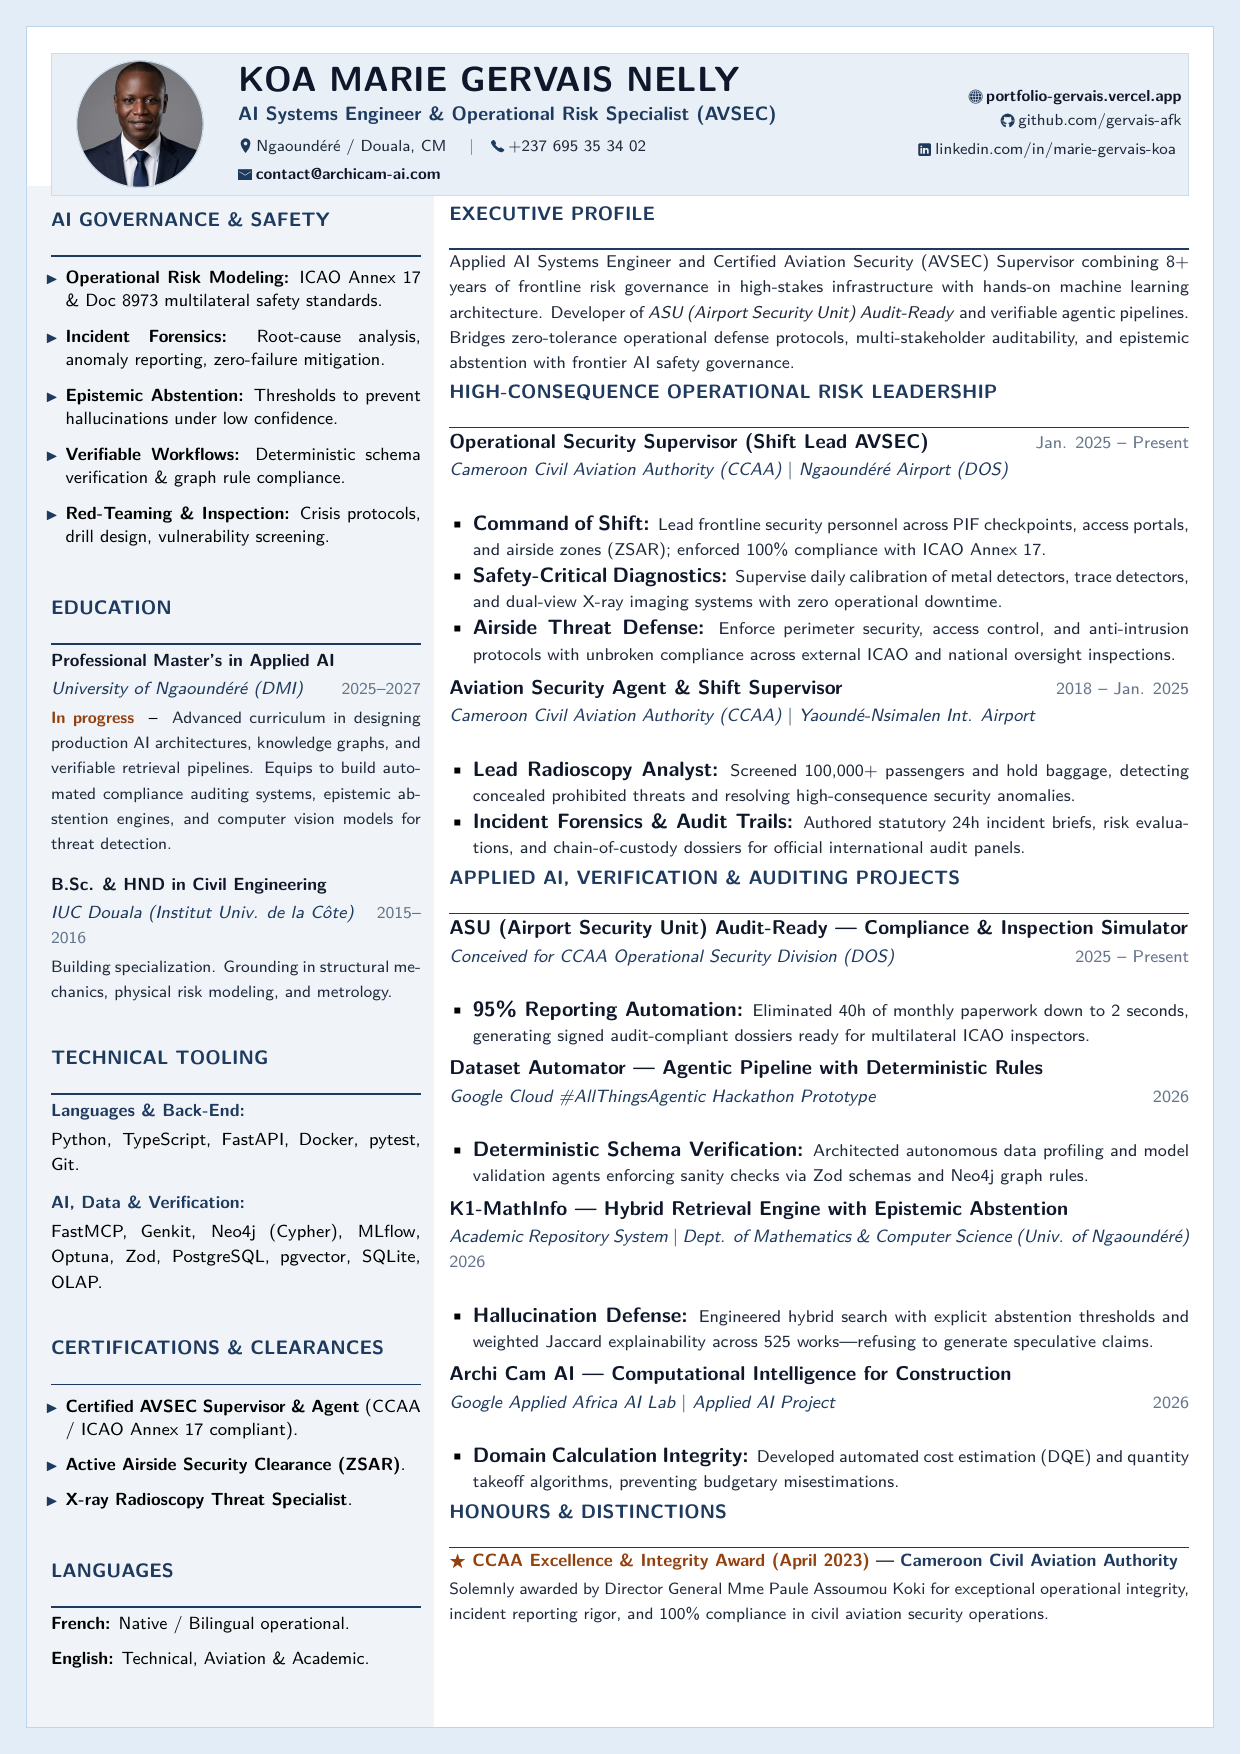 KOA MARIE GERVAIS NELLY
AI Systems Engineer & Operational Risk Specialist (AVSEC)
Ngaoundéré / Douala, CM | +237 695 35 34 02
contact@archicam-ai.com
portfolio-gervais.vercel.app
github.com/gervais-afk
linkedin.com/in/marie-gervais-koa
AI GOVERNANCE & SAFETY
▶ Operational Risk Modeling: ICAO Annex 17
& Doc 8973 multilateral safety standards.
▶ Incident Forensics: Root-cause analysis,
anomaly reporting, zero-failure mitigation.
▶ Epistemic Abstention: Thresholds to prevent
hallucinations under low confidence.
▶ Verifiable Workflows: Deterministic schema
verification & graph rule compliance.
▶ Red-Teaming & Inspection: Crisis protocols,
drill design, vulnerability screening.
EDUCATION
Professional Master's in Applied AI
University of Ngaoundéré (DMI) 2025–2027
In progress – Advanced curriculum in designing
production AI architectures, knowledge graphs, and
verifiable retrieval pipelines. Equips to build auto-
mated compliance auditing systems, epistemic ab-
stention engines, and computer vision models for
threat detection.
B.Sc. & HND in Civil Engineering
IUC Douala (Institut Univ. de la Côte) 2015–
2016
Building specialization. Grounding in structural me-
chanics, physical risk modeling, and metrology.
TECHNICAL TOOLING
Languages & Back-End:
Python, TypeScript, FastAPI, Docker, pytest,
Git.
AI, Data & Verification:
FastMCP, Genkit, Neo4j (Cypher), MLflow,
Optuna, Zod, PostgreSQL, pgvector, SQLite,
OLAP.
CERTIFICATIONS & CLEARANCES
▶ Certified AVSEC Supervisor & Agent (CCAA
/ ICAO Annex 17 compliant).
▶ Active Airside Security Clearance (ZSAR).
▶ X-ray Radioscopy Threat Specialist.
LANGUAGES
French: Native / Bilingual operational.
English: Technical, Aviation & Academic.
EXECUTIVE PROFILE
Applied AI Systems Engineer and Certified Aviation Security (AVSEC) Supervisor combining 8+
years of frontline risk governance in high-stakes infrastructure with hands-on machine learning
architecture. Developer of ASU (Airport Security Unit) Audit-Ready and verifiable agentic pipelines.
Bridges zero-tolerance operational defense protocols, multi-stakeholder auditability, and epistemic
abstention with frontier AI safety governance.
HIGH-CONSEQUENCE OPERATIONAL RISK LEADERSHIP
Operational Security Supervisor (Shift Lead AVSEC) Jan. 2025 – Present
Cameroon Civil Aviation Authority (CCAA) | Ngaoundéré Airport (DOS)
▪ Command of Shift: Lead frontline security personnel across PIF checkpoints, access portals,
and airside zones (ZSAR); enforced 100% compliance with ICAO Annex 17.
▪ Safety-Critical Diagnostics: Supervise daily calibration of metal detectors, trace detectors,
and dual-view X-ray imaging systems with zero operational downtime.
▪ Airside Threat Defense: Enforce perimeter security, access control, and anti-intrusion
protocols with unbroken compliance across external ICAO and national oversight inspections.
Aviation Security Agent & Shift Supervisor 2018 – Jan. 2025
Cameroon Civil Aviation Authority (CCAA) | Yaoundé-Nsimalen Int. Airport
▪ Lead Radioscopy Analyst: Screened 100,000+ passengers and hold baggage, detecting
concealed prohibited threats and resolving high-consequence security anomalies.
▪ Incident Forensics & Audit Trails: Authored statutory 24h incident briefs, risk evalua-
tions, and chain-of-custody dossiers for official international audit panels.
APPLIED AI, VERIFICATION & AUDITING PROJECTS
ASU (Airport Security Unit) Audit-Ready — Compliance & Inspection Simulator
Conceived for CCAA Operational Security Division (DOS) 2025 – Present
▪ 95% Reporting Automation: Eliminated 40h of monthly paperwork down to 2 seconds,
generating signed audit-compliant dossiers ready for multilateral ICAO inspectors.
Dataset Automator — Agentic Pipeline with Deterministic Rules
Google Cloud #AllThingsAgentic Hackathon Prototype 2026
▪ Deterministic Schema Verification: Architected autonomous data profiling and model
validation agents enforcing sanity checks via Zod schemas and Neo4j graph rules.
K1-MathInfo — Hybrid Retrieval Engine with Epistemic Abstention
Academic Repository System | Dept. of Mathematics & Computer Science (Univ. of Ngaoundéré)
2026
▪ Hallucination Defense: Engineered hybrid search with explicit abstention thresholds and
weighted Jaccard explainability across 525 works—refusing to generate speculative claims.
Archi Cam AI — Computational Intelligence for Construction
Google Applied Africa AI Lab | Applied AI Project 2026
▪ Domain Calculation Integrity: Developed automated cost estimation (DQE) and quantity
takeoff algorithms, preventing budgetary misestimations.
HONOURS & DISTINCTIONS
★ CCAA Excellence & Integrity Award (April 2023) — Cameroon Civil Aviation Authority
Solemnly awarded by Director General Mme Paule Assoumou Koki for exceptional operational integrity,
incident reporting rigor, and 100% compliance in civil aviation security operations.